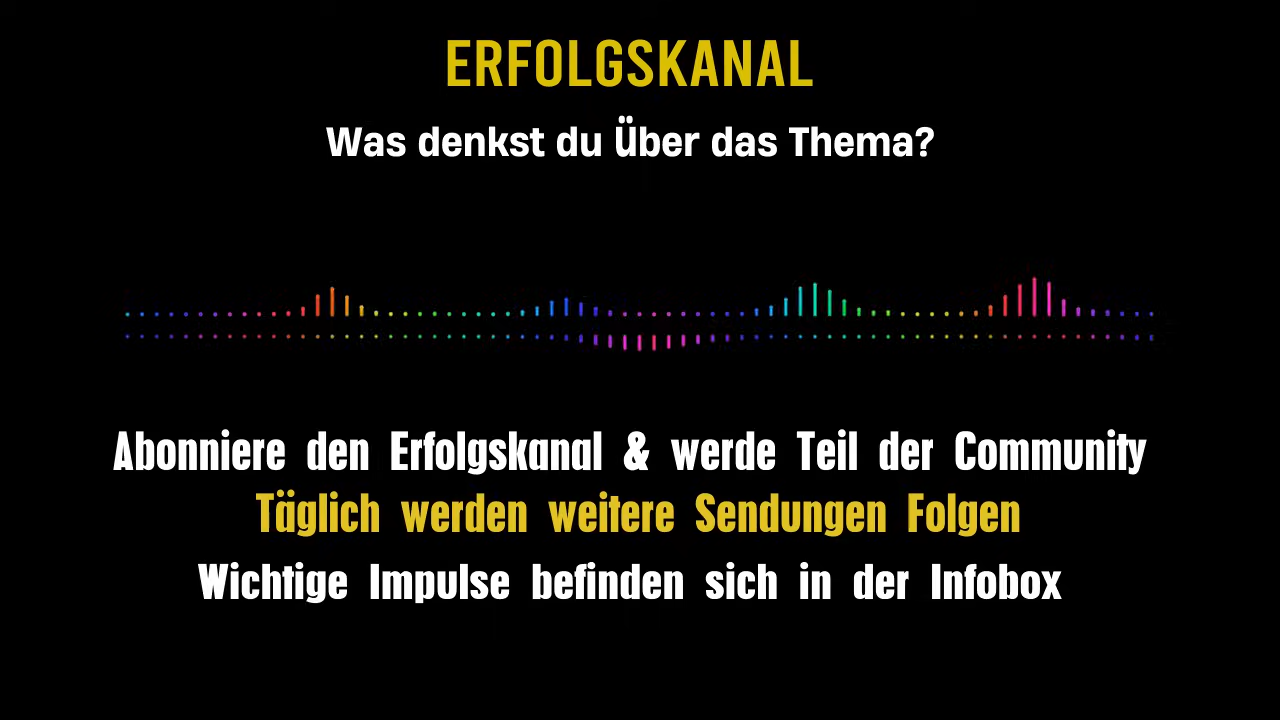 ERFOLGSKANAL
Was denkst du Über das Thema?
Abonniere den Erfolgskanal & werde Teil der Community
Täglich werden weitere Sendungen Folgen
Wichtige Impulse befinden sich in der Infobox